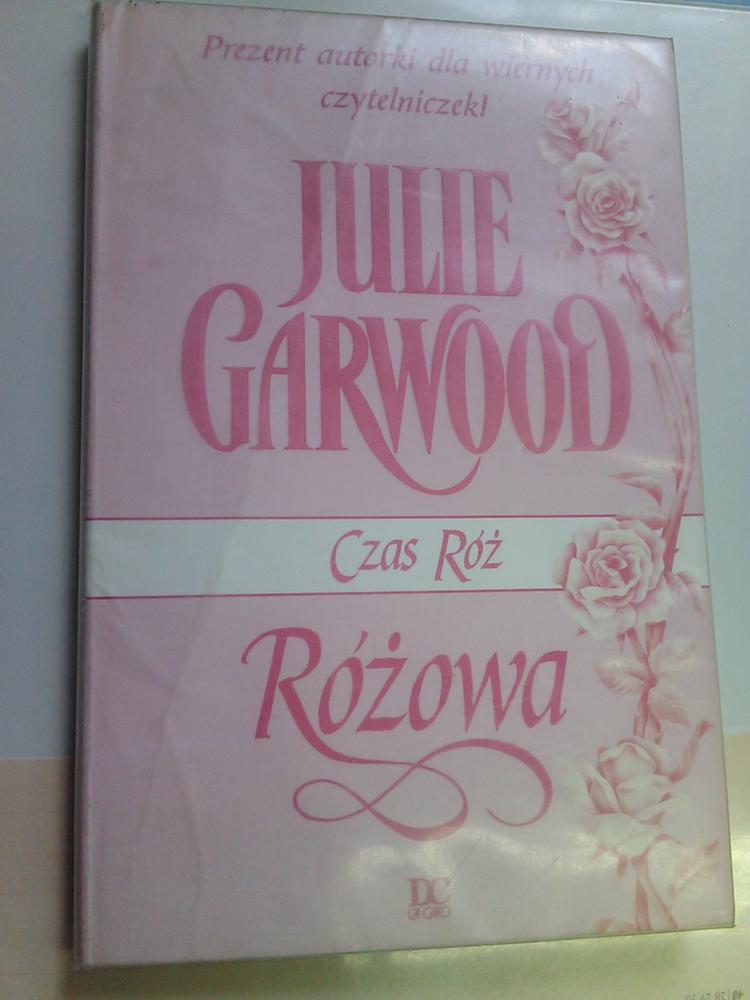 Prezent autorki dla wiernych
czytelniczek!
JULIE
GARWOOD
Czas Róż
Różowa
DC
DA CAPO